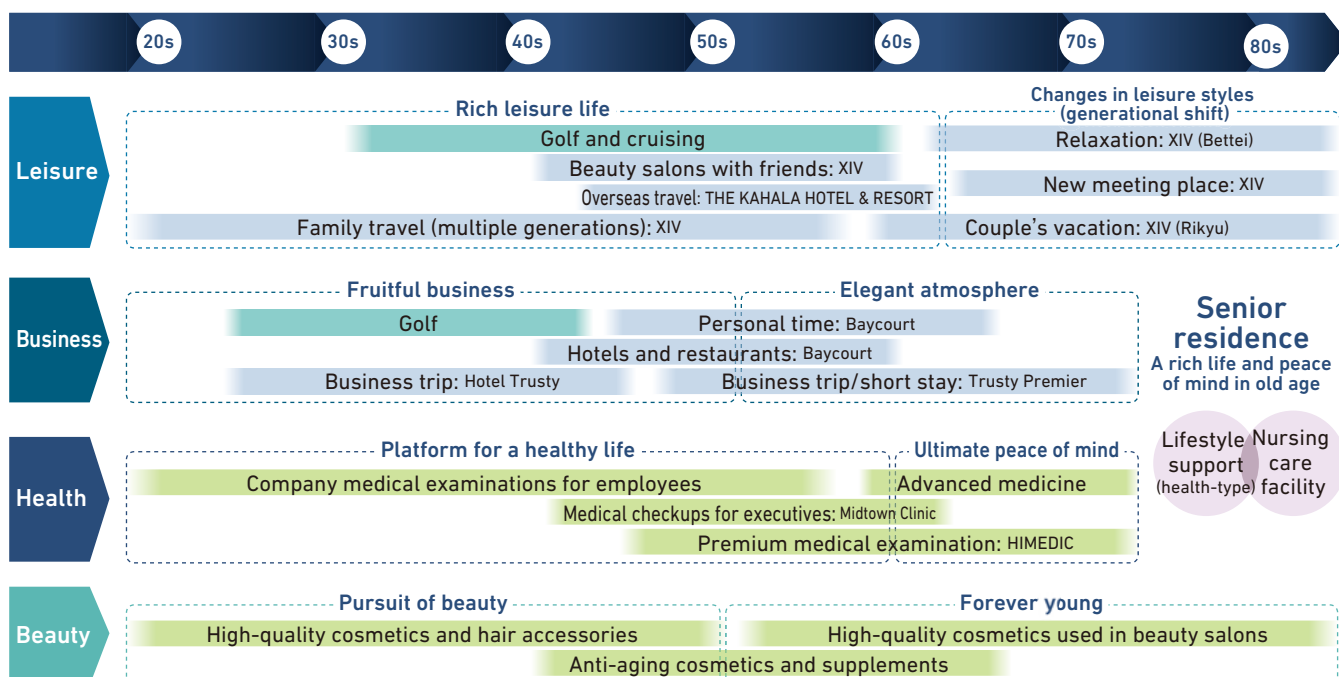 20s 30s 40s 50s 60s 70s 80s
Leisure
Rich leisure life
Changes in leisure styles
(generational shift)
Golf and cruising
Relaxation: XIV (Bettei)
Beauty salons with friends: XIV
New meeting place: XIV
Overseas travel: THE KAHALA HOTEL & RESORT
Family travel (multiple generations): XIV
Couple's vacation: XIV (Rikyu)
Business
Fruitful business
Elegant atmosphere
Golf
Personal time: Baycourt
Hotels and restaurants: Baycourt
Business trip: Hotel Trusty
Business trip/short stay: Trusty Premier
Senior
residence
A rich life and peace
of mind in old age
Lifestyle
support
(health-type)
Nursing
care
facility
Health
Platform for a healthy life
Ultimate peace of mind
Company medical examinations for employees
Advanced medicine
Medical checkups for executives: Midtown Clinic
Premium medical examination: HIMEDIC
Beauty
Pursuit of beauty
Forever young
High-quality cosmetics and hair accessories
High-quality cosmetics used in beauty salons
Anti-aging cosmetics and supplements